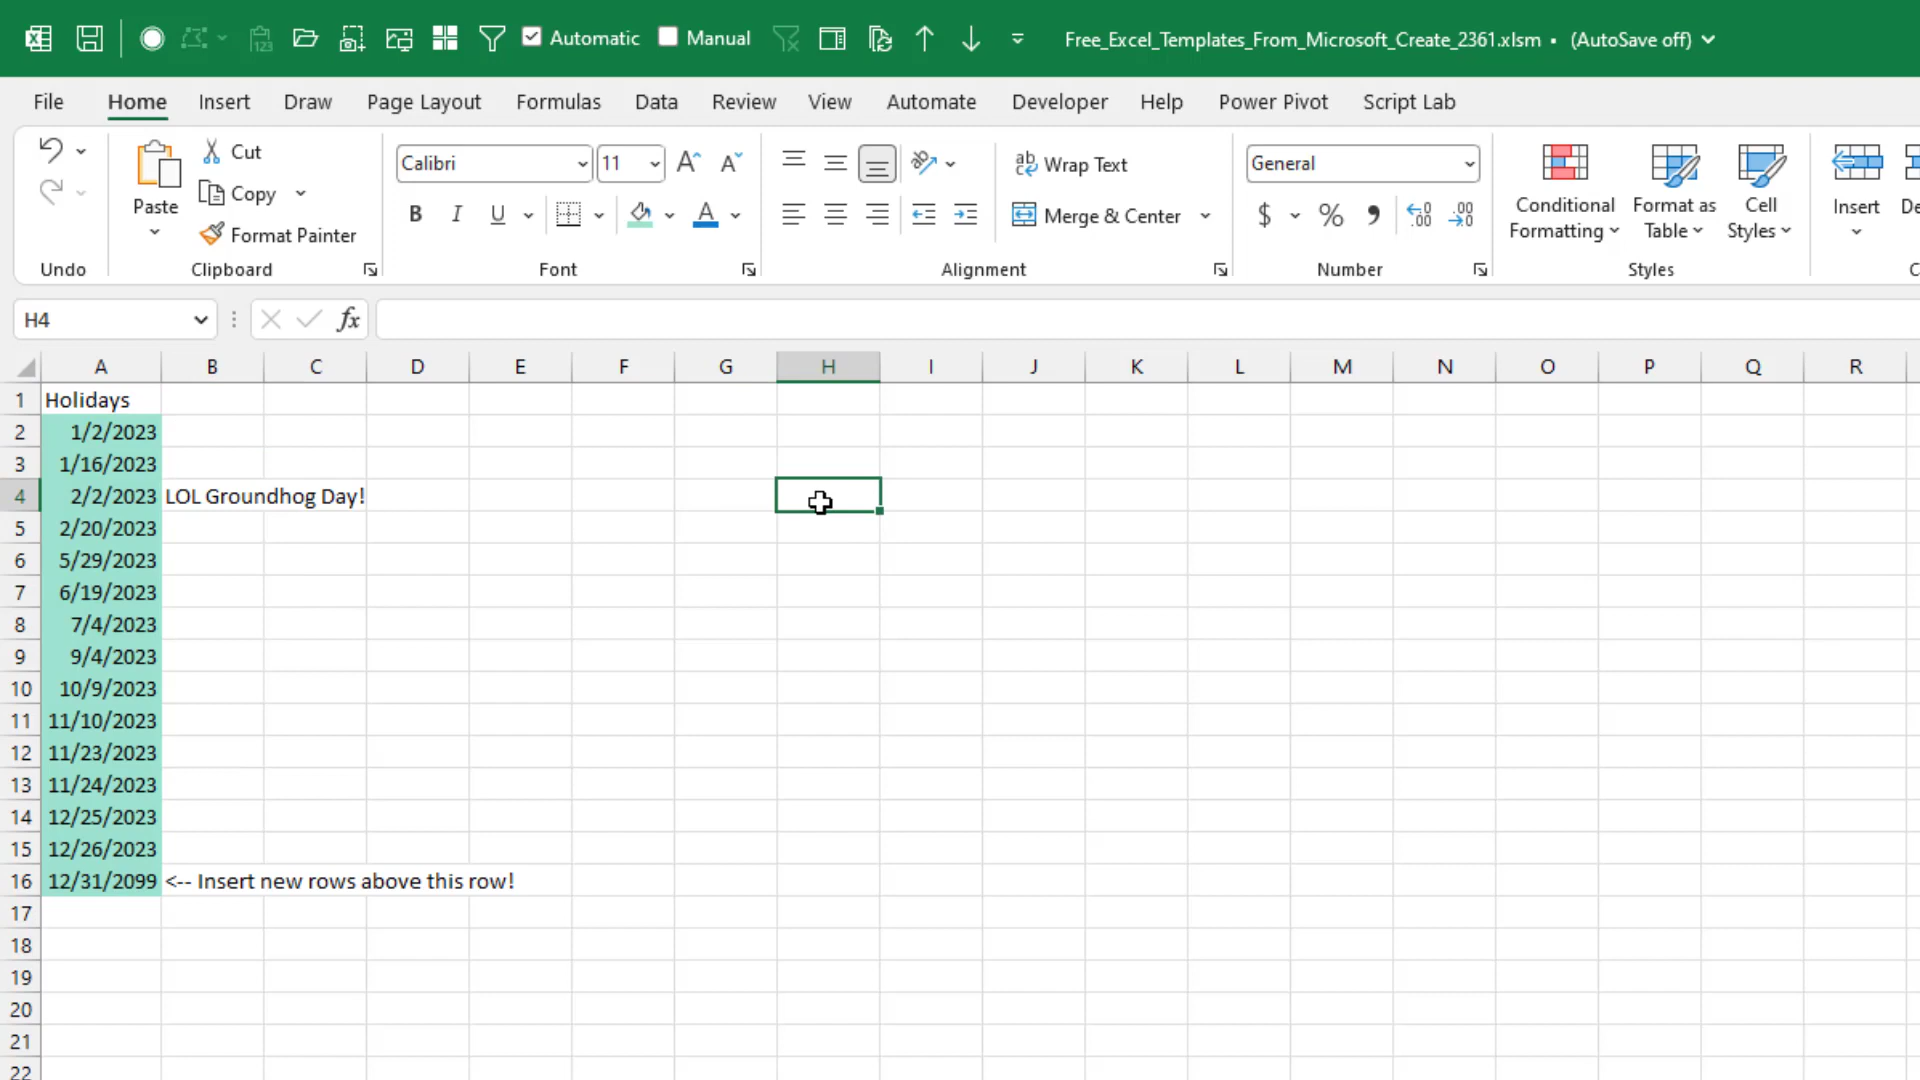 Automatic Manual Free_Excel_Templates_From_Microsoft_Create_2361.xlsm • (AutoSave off)
File Home Insert Draw Page Layout Formulas Data Review View Automate Developer Help Power Pivot Script Lab
Paste
Cut
Copy
Format Painter
Calibri 11
B I U A
Wrap Text
Merge & Center
General
$ %
Conditional Formatting
Format as Table
Cell Styles
Insert
Undo Clipboard Font Alignment Number Styles
H4 fx
A B C D E F G H I J K L M N O P Q R
1 Holidays
2 1/2/2023
3 1/16/2023
4 2/2/2023 LOL Groundhog Day!
5 2/20/2023
6 5/29/2023
7 6/19/2023
8 7/4/2023
9 9/4/2023
10 10/9/2023
11 11/10/2023
12 11/23/2023
13 11/24/2023
14 12/25/2023
15 12/26/2023
16 12/31/2099 <-- Insert new rows above this row!
17
18
19
20
21
22